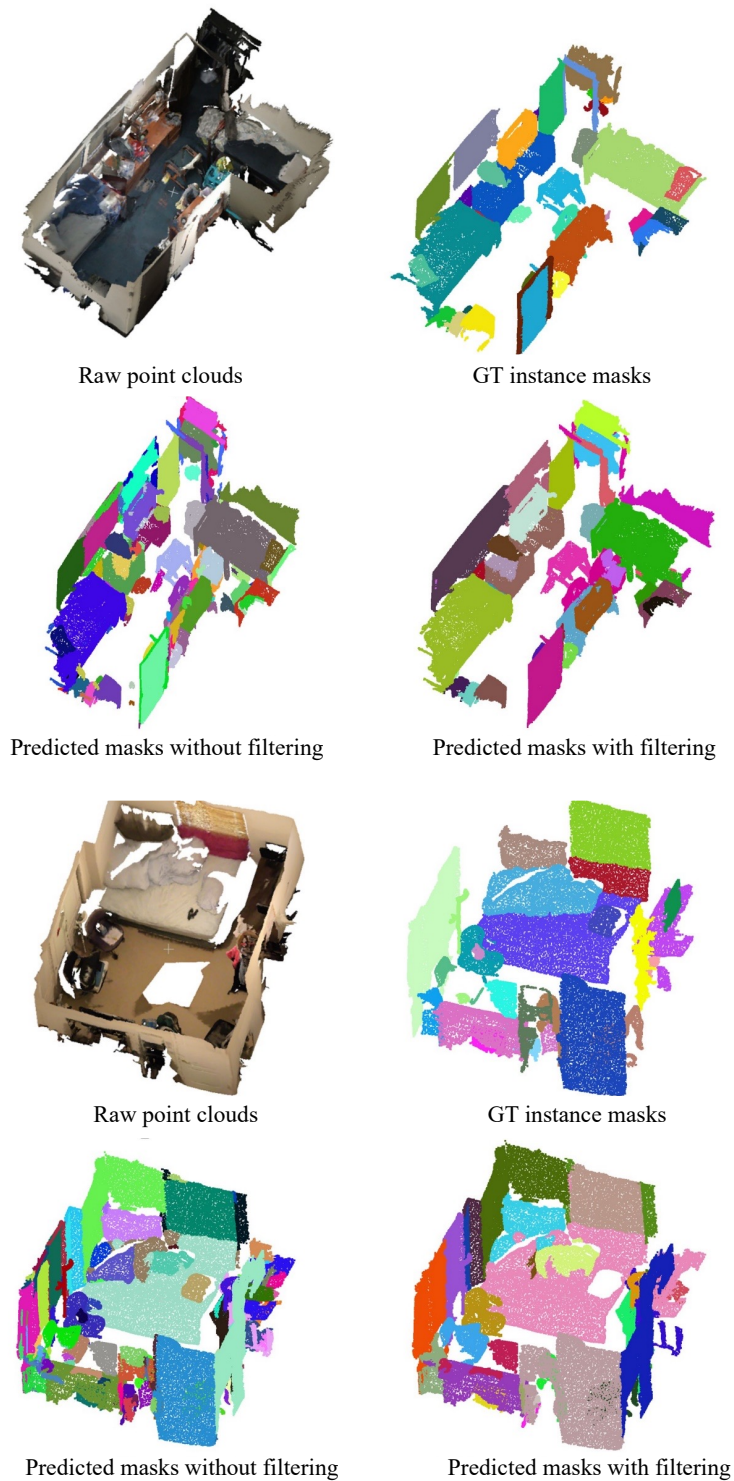 Raw point clouds
GT instance masks
Predicted masks without filtering
Predicted masks with filtering
Raw point clouds
GT instance masks
Predicted masks without filtering
Predicted masks with filtering